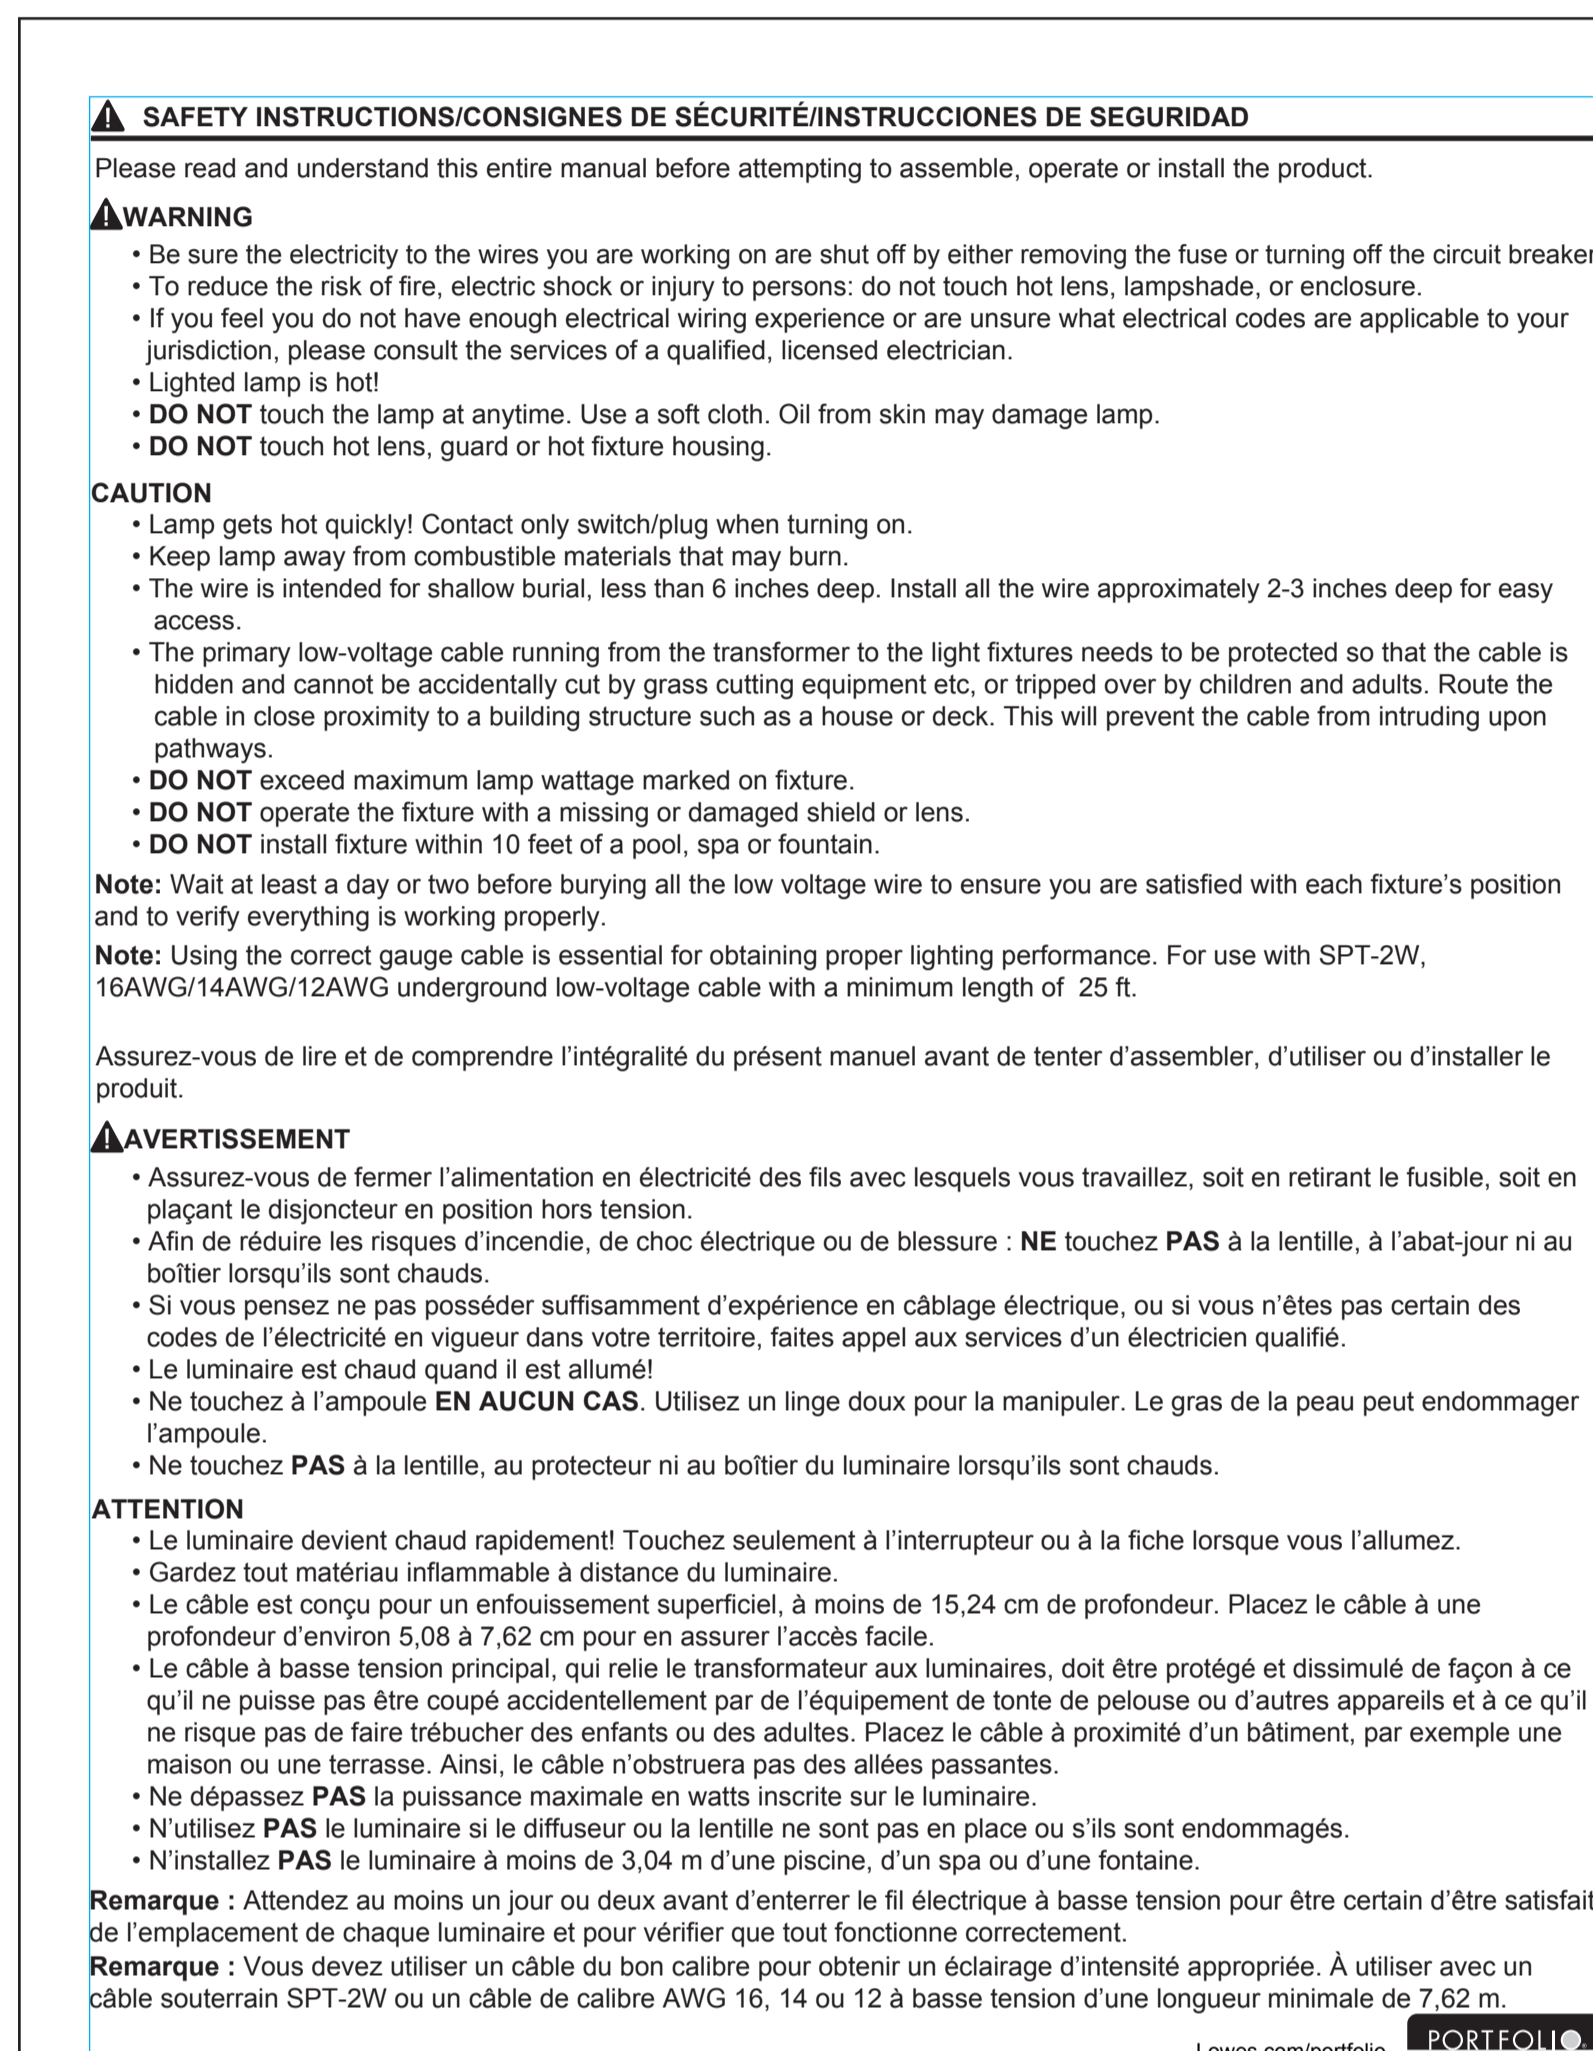 SAFETY INSTRUCTIONS/CONSIGNES DE SÉCURITÉ/INSTRUCCIONES DE SEGURIDAD
Please read and understand this entire manual before attempting to assemble, operate or install the product.
WARNING
• Be sure the electricity to the wires you are working on are shut off by either removing the fuse or turning off the circuit breaker
• To reduce the risk of fire, electric shock or injury to persons: do not touch hot lens, lampshade, or enclosure.
• If you feel you do not have enough electrical wiring experience or are unsure what electrical codes are applicable to your
jurisdiction, please consult the services of a qualified, licensed electrician.
• Lighted lamp is hot!
• DO NOT touch the lamp at anytime. Use a soft cloth. Oil from skin may damage lamp.
• DO NOT touch hot lens, guard or hot fixture housing.
CAUTION
• Lamp gets hot quickly! Contact only switch/plug when turning on.
• Keep lamp away from combustible materials that may burn.
• The wire is intended for shallow burial, less than 6 inches deep. Install all the wire approximately 2-3 inches deep for easy
access.
• The primary low-voltage cable running from the transformer to the light fixtures needs to be protected so that the cable is
hidden and cannot be accidentally cut by grass cutting equipment etc, or tripped over by children and adults. Route the
cable in close proximity to a building structure such as a house or deck. This will prevent the cable from intruding upon
pathways.
• DO NOT exceed maximum lamp wattage marked on fixture.
• DO NOT operate the fixture with a missing or damaged shield or lens.
• DO NOT install fixture within 10 feet of a pool, spa or fountain.
Note: Wait at least a day or two before burying all the low voltage wire to ensure you are satisfied with each fixture’s position
and to verify everything is working properly.
Note: Using the correct gauge cable is essential for obtaining proper lighting performance. For use with SPT-2W,
16AWG/14AWG/12AWG underground low-voltage cable with a minimum length of 25 ft.
Assurez-vous de lire et de comprendre l’intégralité du présent manuel avant de tenter d’assembler, d’utiliser ou d’installer le
produit.
AVERTISSEMENT
• Assurez-vous de fermer l’alimentation en électricité des fils avec lesquels vous travaillez, soit en retirant le fusible, soit en
plaçant le disjoncteur en position hors tension.
• Afin de réduire les risques d’incendie, de choc électrique ou de blessure : NE touchez PAS à la lentille, à l’abat-jour ni au
boîtier lorsqu’ils sont chauds.
• Si vous pensez ne pas posséder suffisamment d’expérience en câblage électrique, ou si vous n’êtes pas certain des
codes de l’électricité en vigueur dans votre territoire, faites appel aux services d’un électricien qualifié.
• Le luminaire est chaud quand il est allumé!
• Ne touchez à l’ampoule EN AUCUN CAS. Utilisez un linge doux pour la manipuler. Le gras de la peau peut endommager
l’ampoule.
• Ne touchez PAS à la lentille, au protecteur ni au boîtier du luminaire lorsqu’ils sont chauds.
ATTENTION
• Le luminaire devient chaud rapidement! Touchez seulement à l’interrupteur ou à la fiche lorsque vous l’allumez.
• Gardez tout matériau inflammable à distance du luminaire.
• Le câble est conçu pour un enfouissement superficiel, à moins de 15,24 cm de profondeur. Placez le câble à une
profondeur d’environ 5,08 à 7,62 cm pour en assurer l’accès facile.
• Le câble à basse tension principal, qui relie le transformateur aux luminaires, doit être protégé et dissimulé de façon à ce
qu’il ne puisse pas être coupé accidentellement par de l’équipement de tonte de pelouse ou d’autres appareils et à ce qu’il
ne risque pas de faire trébucher des enfants ou des adultes. Placez le câble à proximité d’un bâtiment, par exemple une
maison ou une terrasse. Ainsi, le câble n’obstruera pas des allées passantes.
• Ne dépassez PAS la puissance maximale en watts inscrite sur le luminaire.
• N’utilisez PAS le luminaire si le diffuseur ou la lentille ne sont pas en place ou s’ils sont endommagés.
• N’installez PAS le luminaire à moins de 3,04 m d’une piscine, d’un spa ou d’une fontaine.
Remarque : Attendez au moins un jour ou deux avant d’enterrer le fil électrique à basse tension pour être certain d’être satisfait
de l’emplacement de chaque luminaire et pour vérifier que tout fonctionne correctement.
Remarque : Vous devez utiliser un câble du bon calibre pour obtenir un éclairage d’intensité appropriée. À utiliser avec un
câble souterrain SPT-2W ou un câble de calibre AWG 16, 14 ou 12 à basse tension d’une longueur minimale de 7,62 m.
Lowes.com/portfolio PORTFOLIO